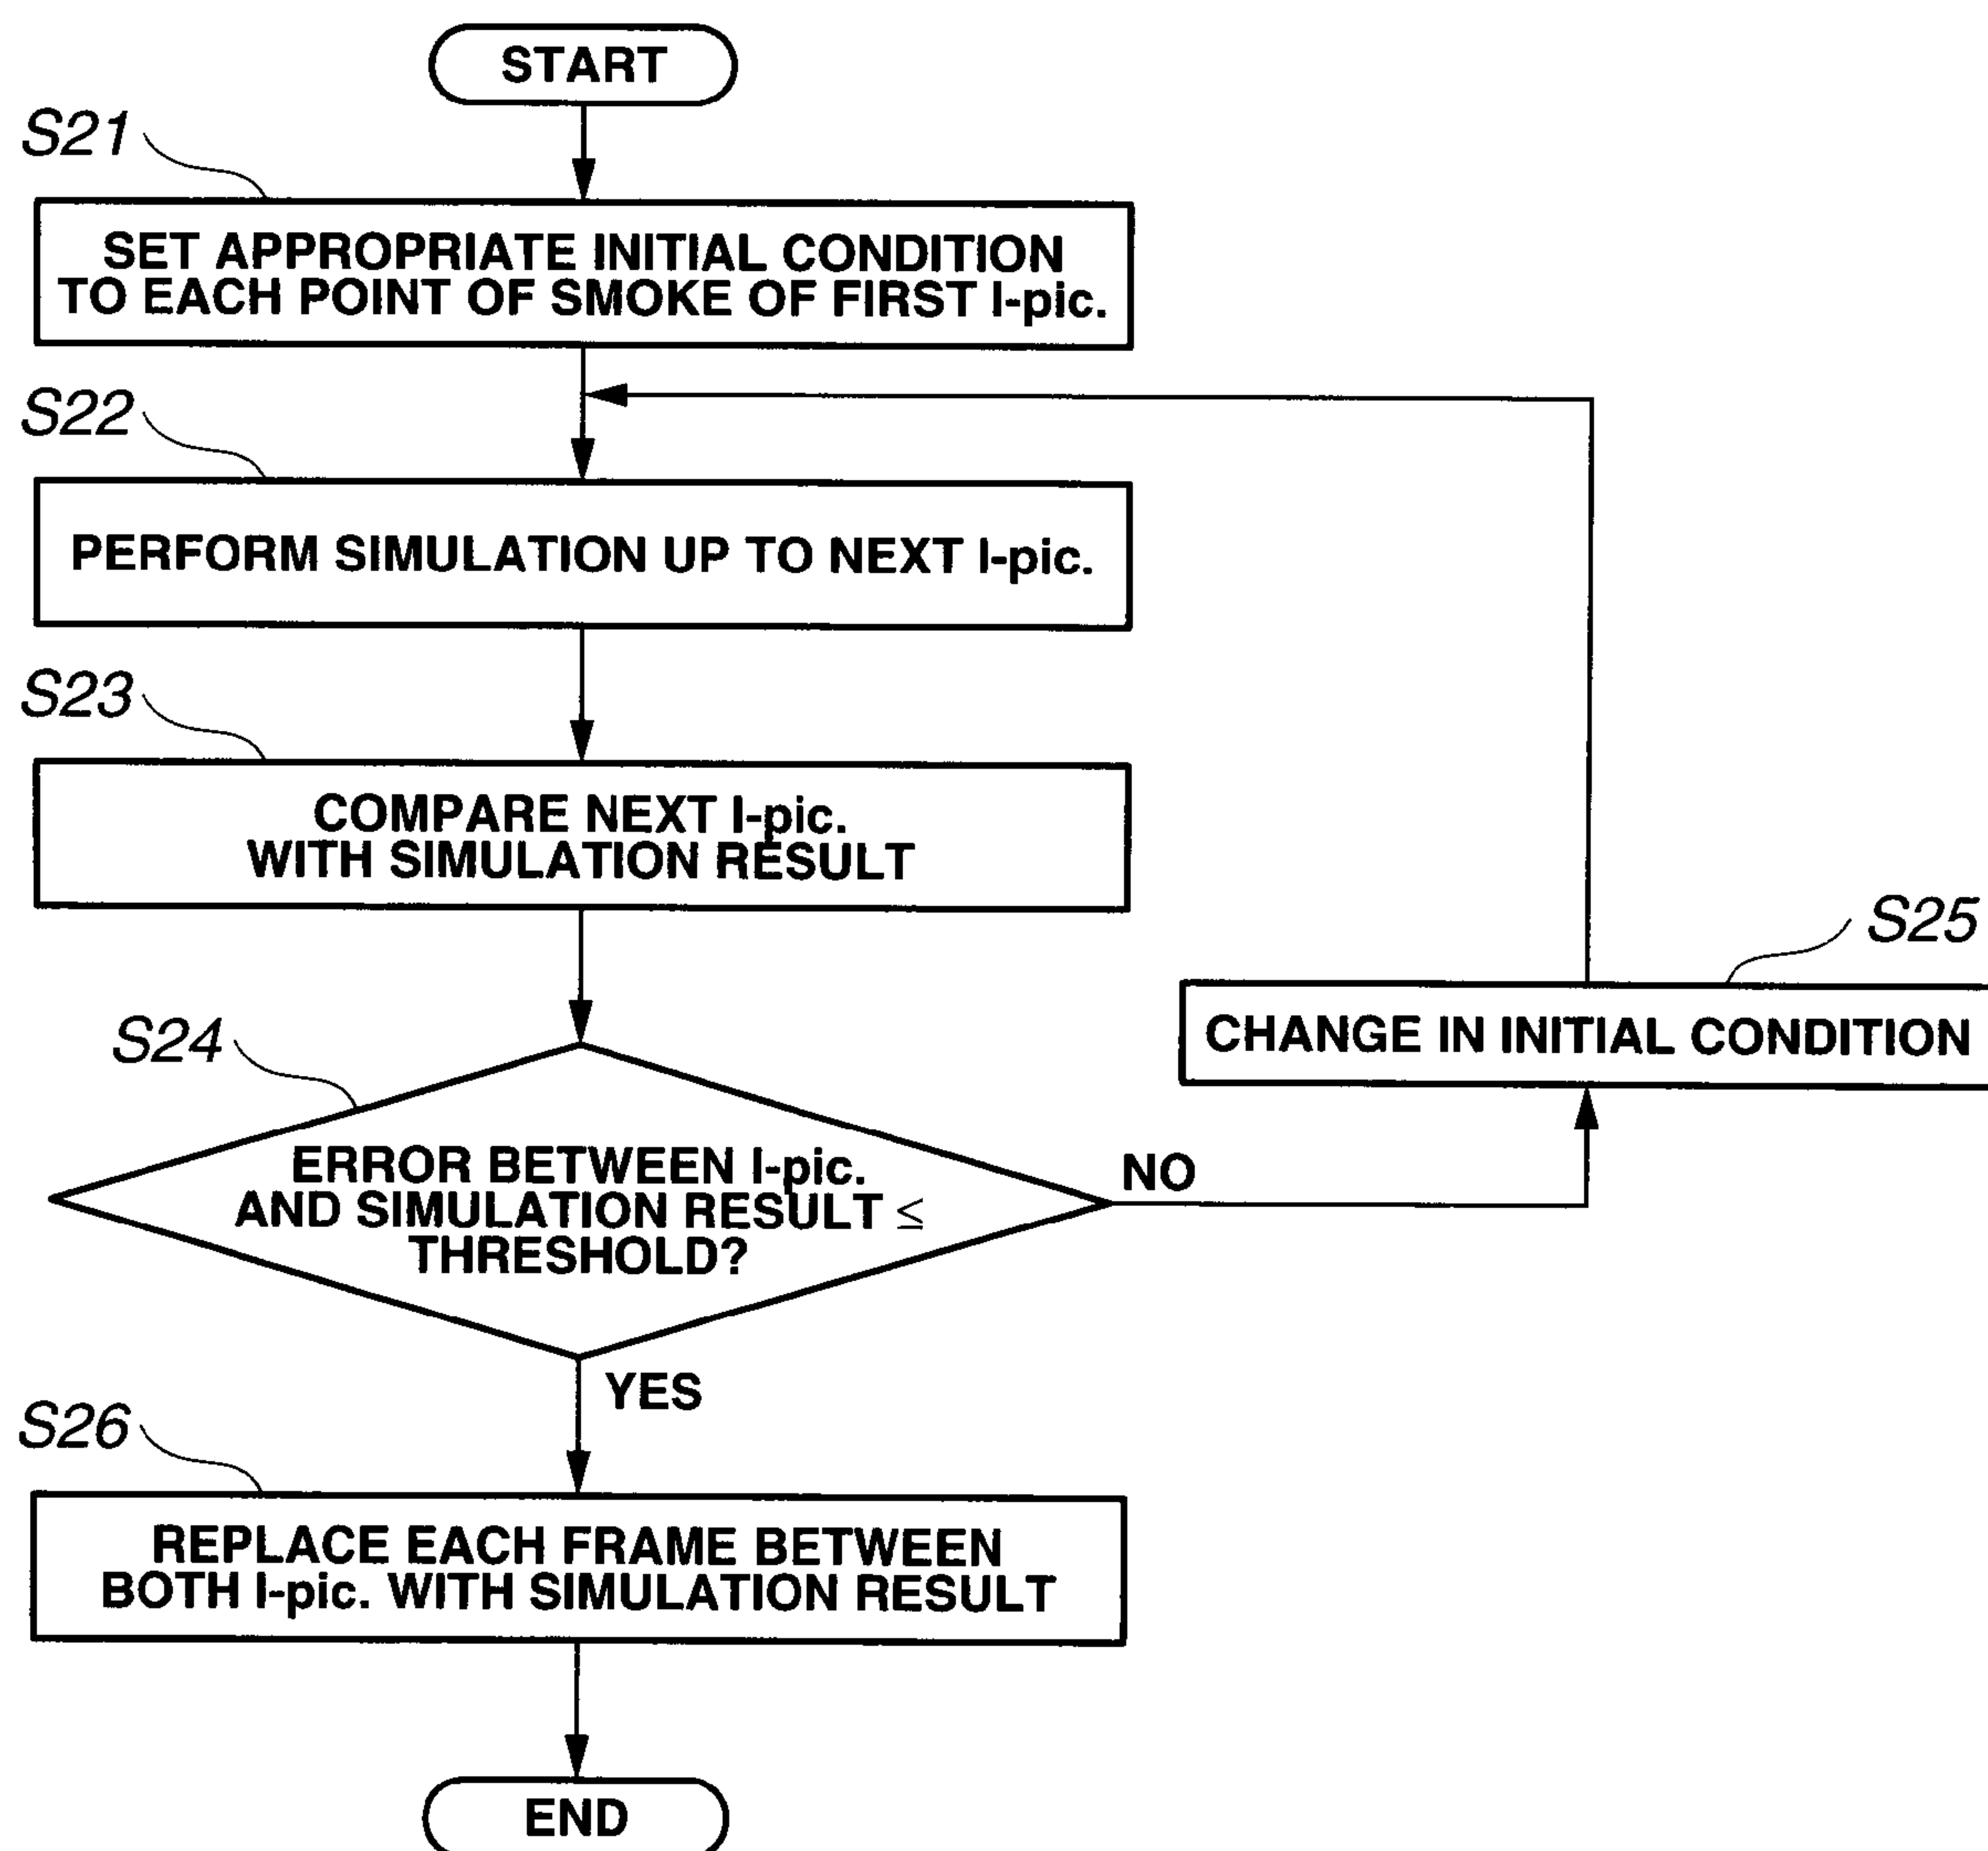 START
S21
SET APPROPRIATE INITIAL CONDITION
TO EACH POINT OF SMOKE OF FIRST I-pic.
S22
PERFORM SIMULATION UP TO NEXT I-pic.
S23
COMPARE NEXT I-pic.
WITH SIMULATION RESULT
S25
CHANGE IN INITIAL CONDITION
S24
ERROR BETWEEN I-pic.
AND SIMULATION RESULT ≤
THRESHOLD?
NO
YES
S26
REPLACE EACH FRAME BETWEEN
BOTH I-pic. WITH SIMULATION RESULT
END